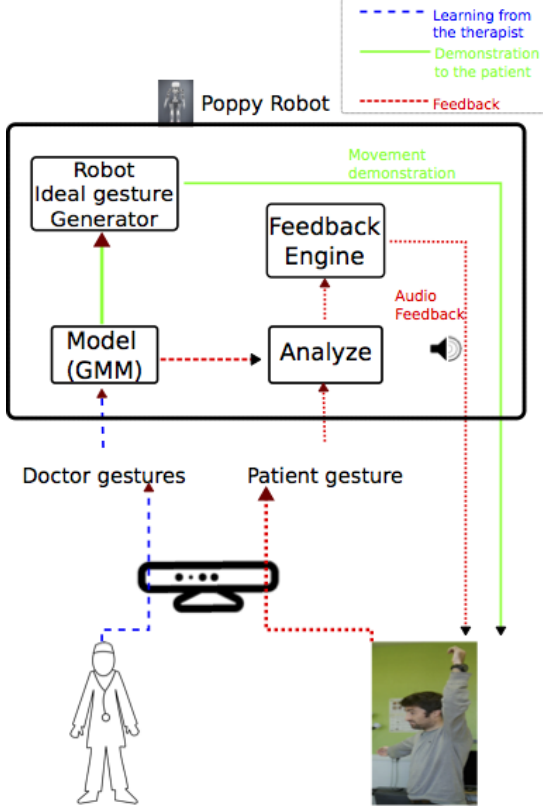 Learning from
the therapist
Demonstration
to the patient
Feedback
Poppy Robot
Robot
Ideal gesture
Generator
Movement
demonstration
Feedback
Engine
Audio
Feedback
Model
(GMM)
Analyze
Doctor gestures
Patient gesture